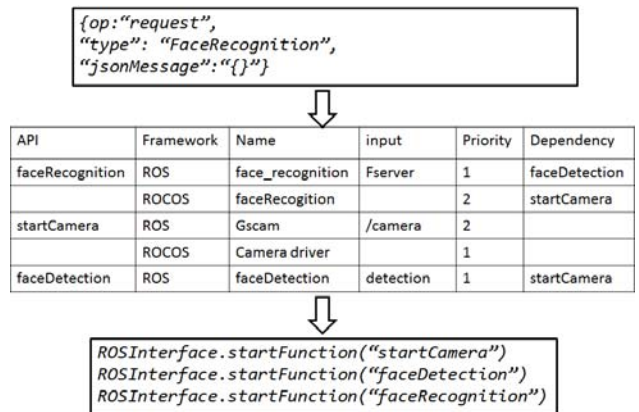 {op:“request”,
“type”: “FaceRecognition”,
“jsonMessage”:“{}”}
API Framework Name input Priority Dependency
faceRecognition ROS face_recognition Fserver 1 faceDetection
ROCOS faceRecogition 2 startCamera
startCamera ROS Gscam /camera 2
ROCOS Camera driver 1
faceDetection ROS faceDetection detection 1 startCamera
ROSInterface.startFunction(“startCamera”)
ROSInterface.startFunction(“faceDetection”)
ROSInterface.startFunction(“faceRecognition”)